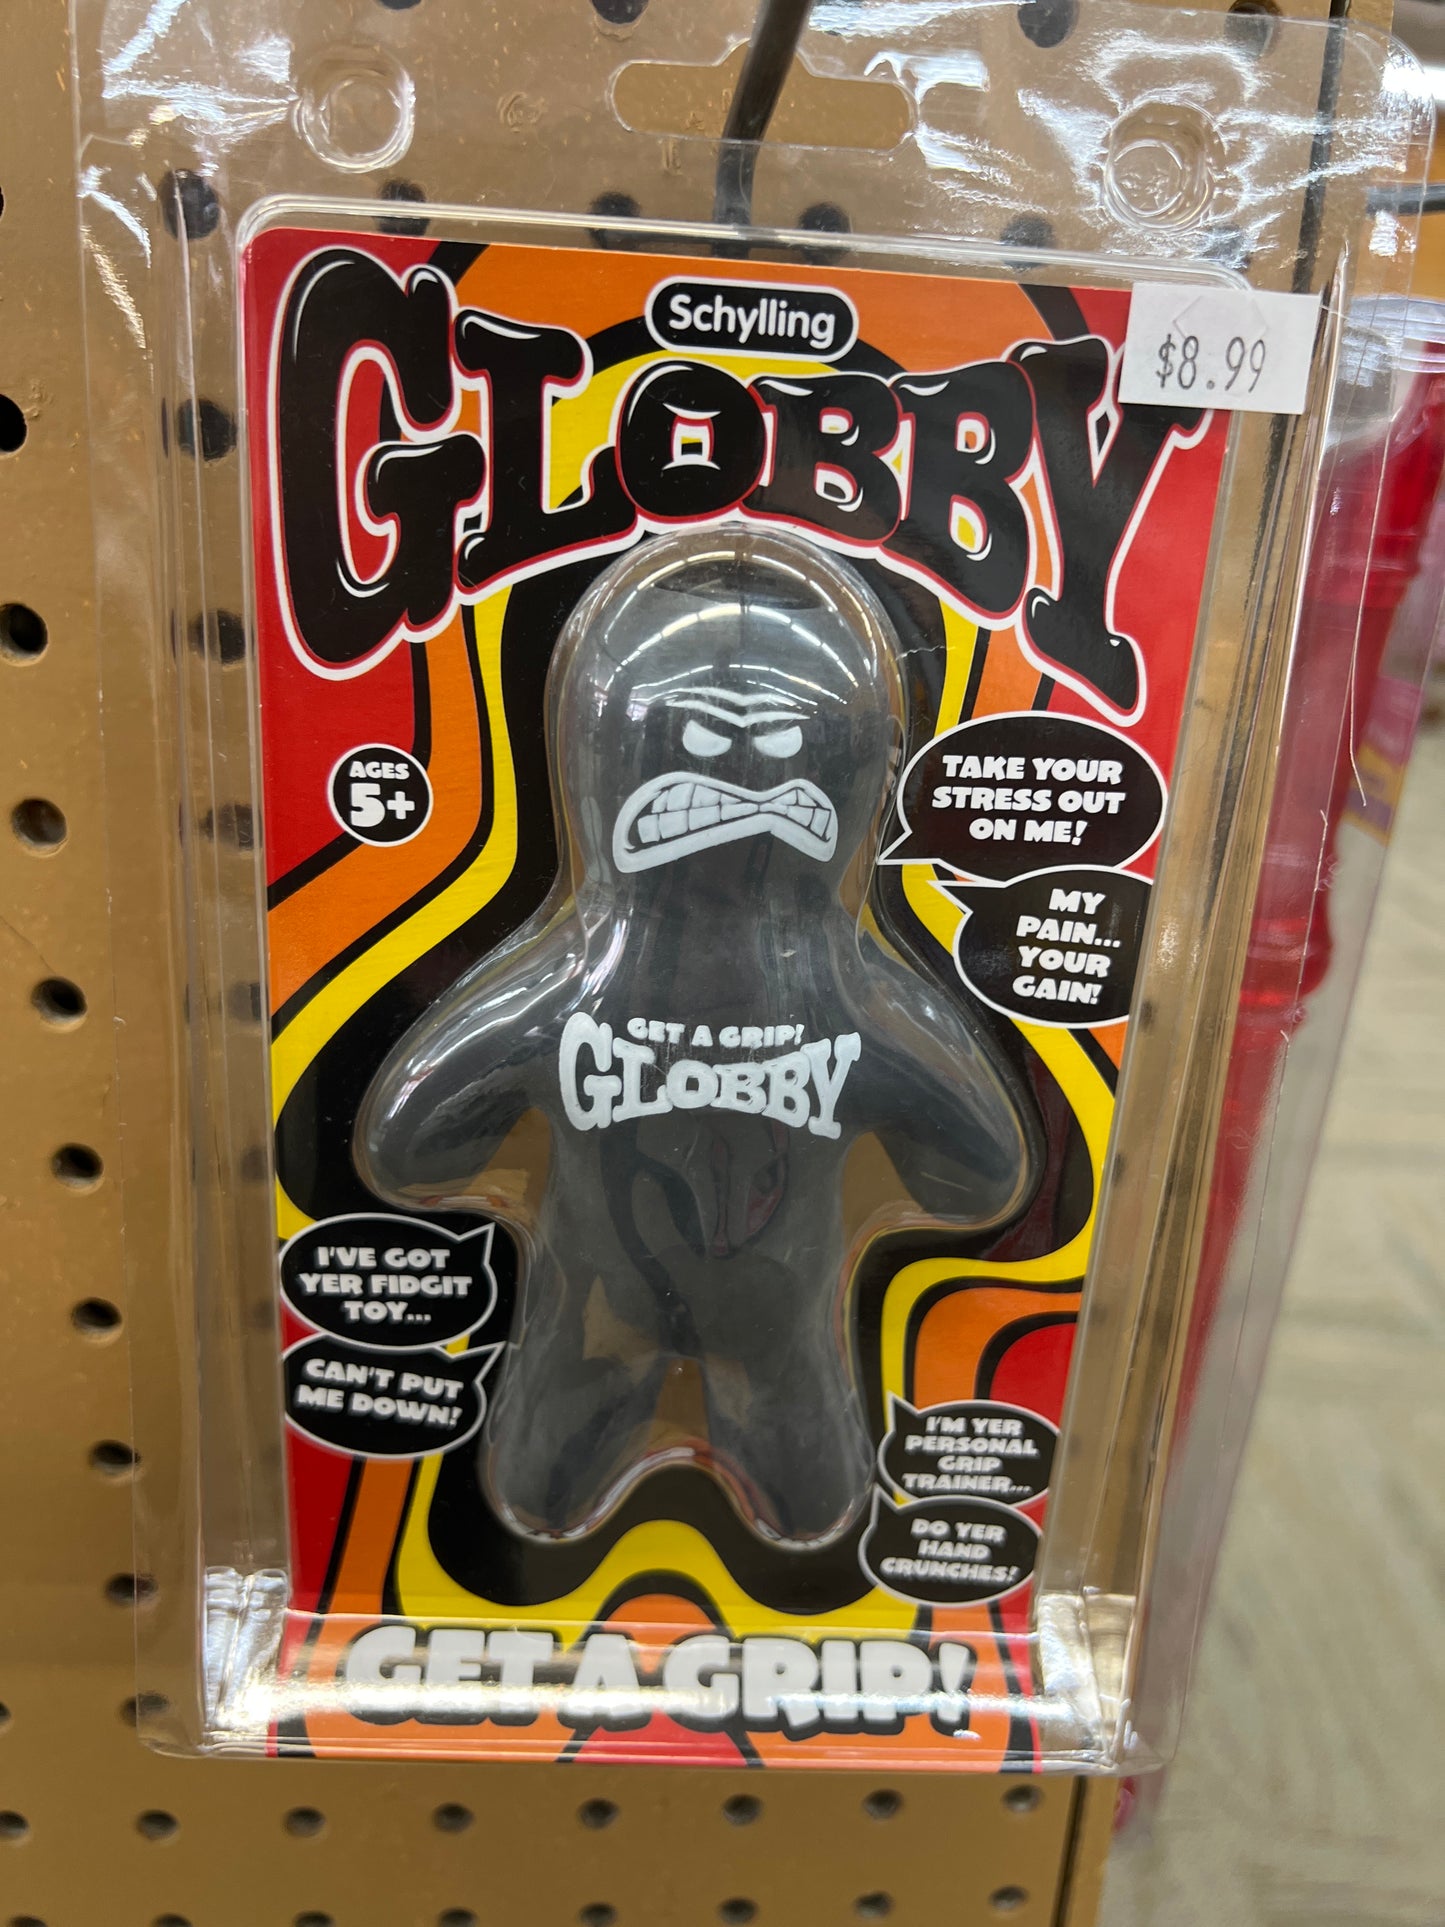 Schylling
$8.99
GLOBBY
AGES
5+
TAKE YOUR
STRESS OUT
ON ME!
MY
PAIN...
YOUR
GAIN!
GET A GRIP!
GLOBBY
I'VE GOT
YER FIDGIT
TOY...
CAN'T PUT
ME DOWN!
I'M YER
PERSONAL
GRIP
TRAINER...
DO YER
HAND
CRUNCHES!
GET A GRIP!